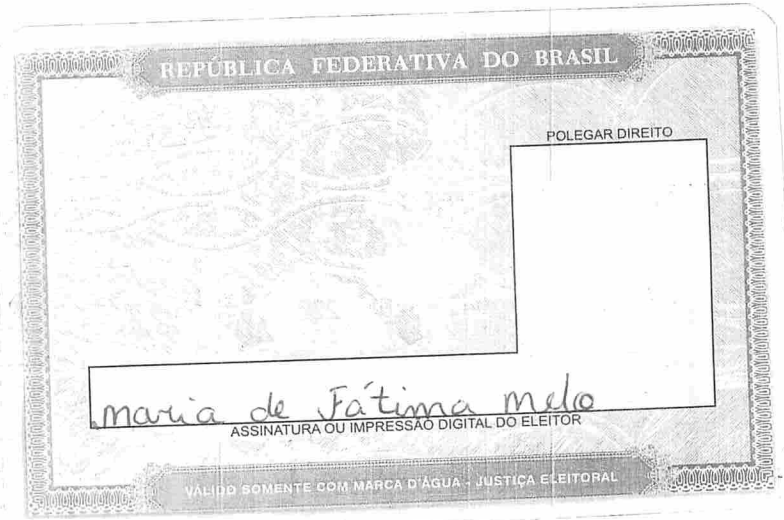 REPÚBLICA FEDERATIVA DO BRASIL
POLEGAR DIREITO
Maria de Fátima Melo
ASSINATURA OU IMPRESSÃO DIGITAL DO ELEITOR
VÁLIDO SOMENTE COM MARCA D'ÁGUA - JUSTIÇA ELEITORAL